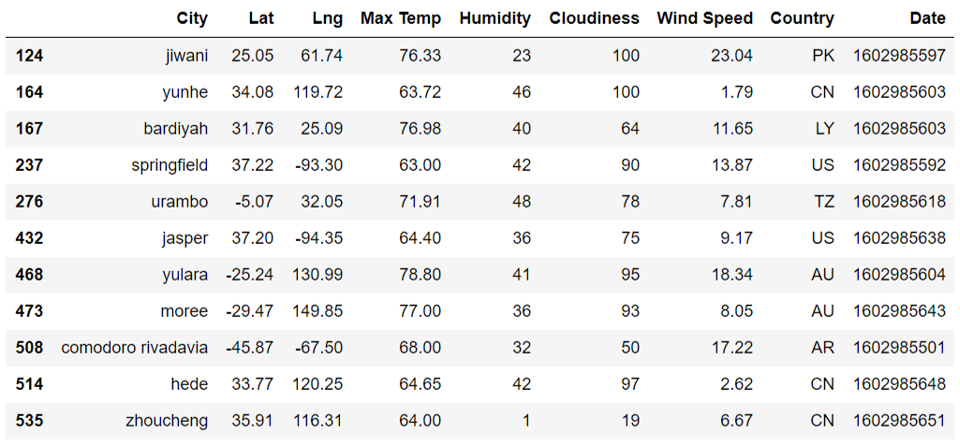 City Lat Lng Max Temp Humidity Cloudiness Wind Speed Country Date
124 jiwani 25.05 61.74 76.33 23 100 23.04 PK 1602985597
164 yunhe 34.08 119.72 63.72 46 100 1.79 CN 1602985603
167 bardiyah 31.76 25.09 76.98 40 64 11.65 LY 1602985603
237 springfield 37.22 -93.30 63.00 42 90 13.87 US 1602985592
276 urambo -5.07 32.05 71.91 48 78 7.81 TZ 1602985618
432 jasper 37.20 -94.35 64.40 36 75 9.17 US 1602985638
468 yulara -25.24 130.99 78.80 41 95 18.34 AU 1602985604
473 moree -29.47 149.85 77.00 36 93 8.05 AU 1602985643
508 comodoro rivadavia -45.87 -67.50 68.00 32 50 17.22 AR 1602985501
514 hede 33.77 120.25 64.65 42 97 2.62 CN 1602985648
535 zhoucheng 35.91 116.31 64.00 1 19 6.67 CN 1602985651